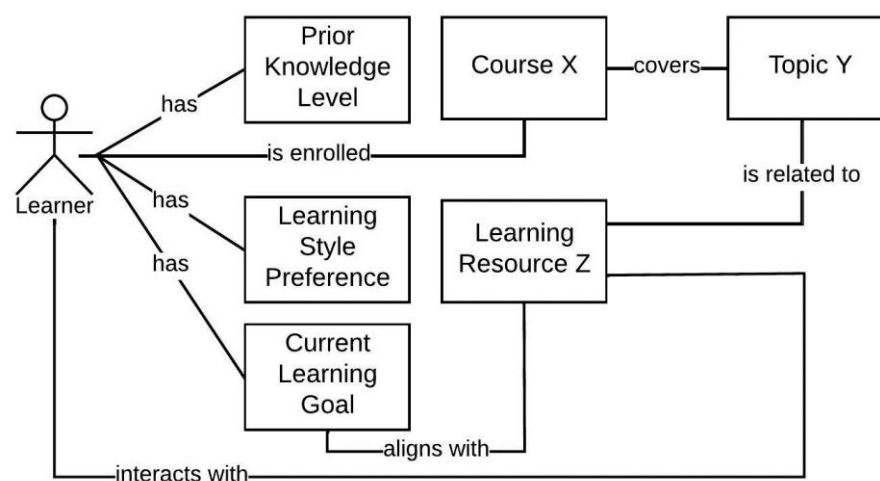 Prior
Knowledge
Level
Course X
covers
Topic Y
has
is enrolled
is related to
Learner
has
Learning
Style
Preference
Learning
Resource Z
has
Current
Learning
Goal
aligns with
interacts with